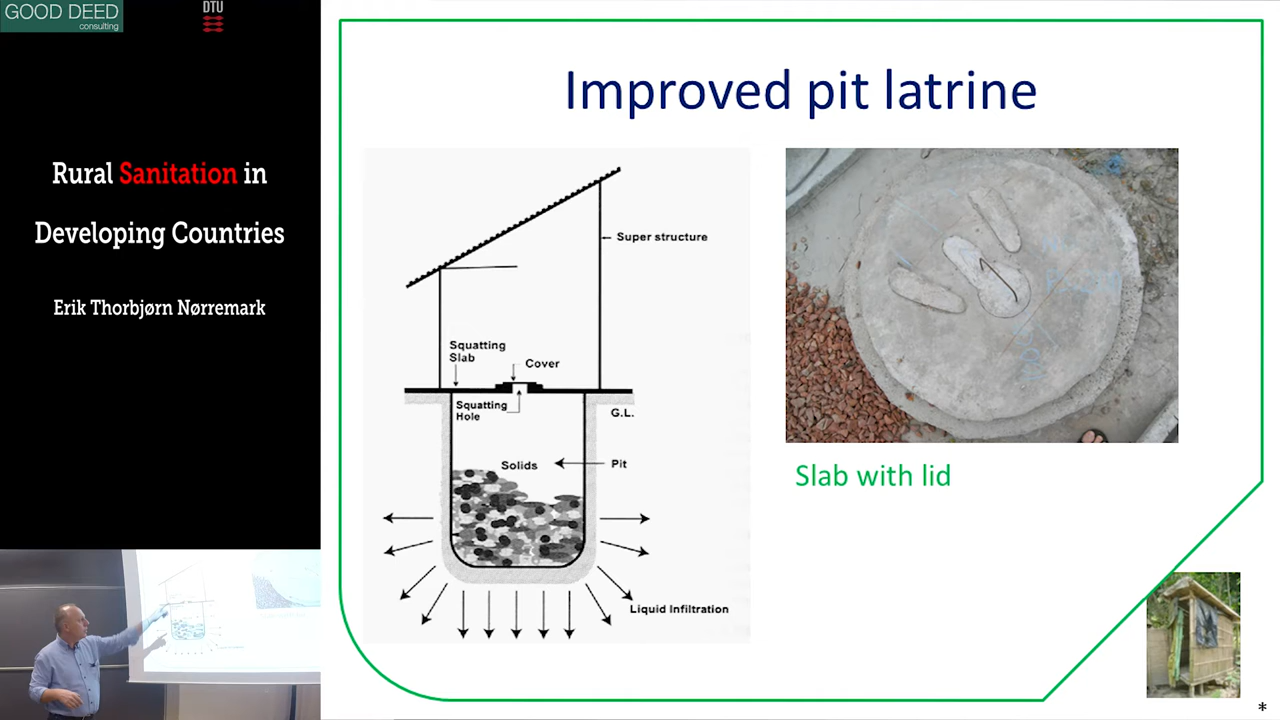 GOOD DEED
consulting
DTU
Rural Sanitation in
Developing Countries
Erik Thorbjørn Nørremark
Improved pit latrine
Super structure
Squatting
Slab
Cover
Squatting
Hole
G.L.
Solids
Pit
Liquid Infiltration
Slab with lid
*